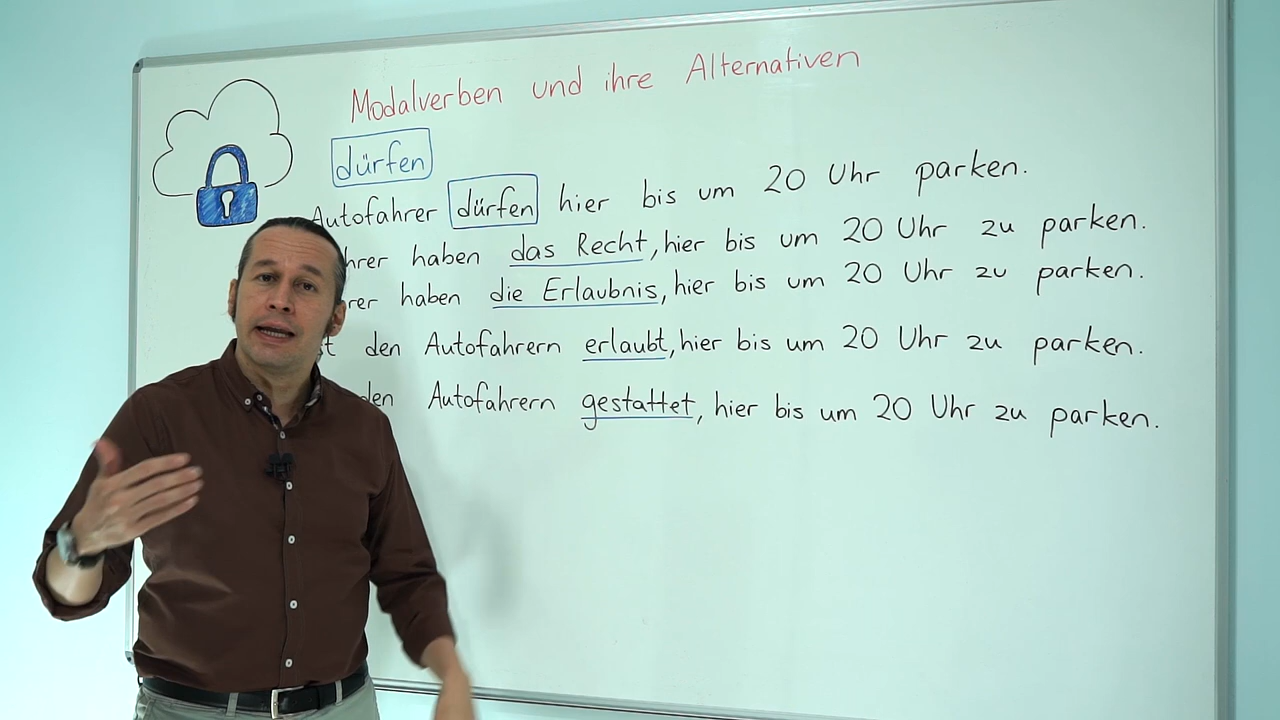 Modalverben und ihre Alternativen
dürfen
Autofahrer dürfen hier bis um 20 Uhr parken.
hrer haben das Recht, hier bis um 20 Uhr zu parken.
rer haben die Erlaubnis, hier bis um 20 Uhr zu parken.
t den Autofahrern erlaubt, hier bis um 20 Uhr zu parken.
den Autofahrern gestattet, hier bis um 20 Uhr zu parken.